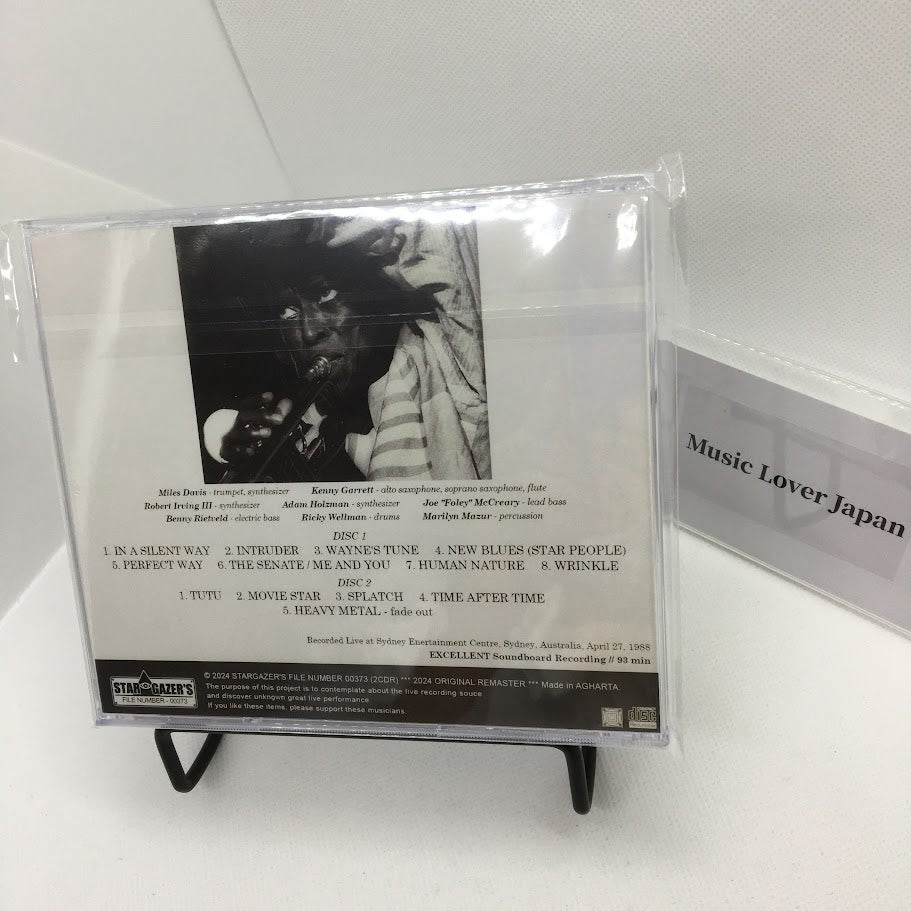 Miles Davis - trumpet, synthesizer Kenny Garrett - alto saxophone, soprano saxophone, flute
Robert Irving III - synthesizer Adam Holzman - synthesizer Joe "Foley" McCreary - lead bass
Benny Rietveld - electric bass Ricky Wellman - drums Marilyn Mazur - percussion
DISC 1
1. IN A SILENT WAY 2. INTRUDER 3. WAYNE'S TUNE 4. NEW BLUES (STAR PEOPLE)
5. PERFECT WAY 6. THE SENATE / ME AND YOU 7. HUMAN NATURE 8. WRINKLE
DISC 2
1. TUTU 2. MOVIE STAR 3. SPLATCH 4. TIME AFTER TIME
5. HEAVY METAL - fade out
Recorded Live at Sydney Enertainment Centre, Sydney, Australia, April 27, 1988
EXCELLENT Soundboard Recording // 93 min
STARGAZER'S
FILE NUMBER - 00373
© 2024 STARGAZER'S FILE NUMBER 00373 (2CDR) *** 2024 ORIGINAL REMASTER *** Made in AGHARTA
The purpose of this project is to contemplate about the live recording souce
and discover unkngwn great live performance.
If you like these items, please support these musicians.
disc
Music Lover Japan